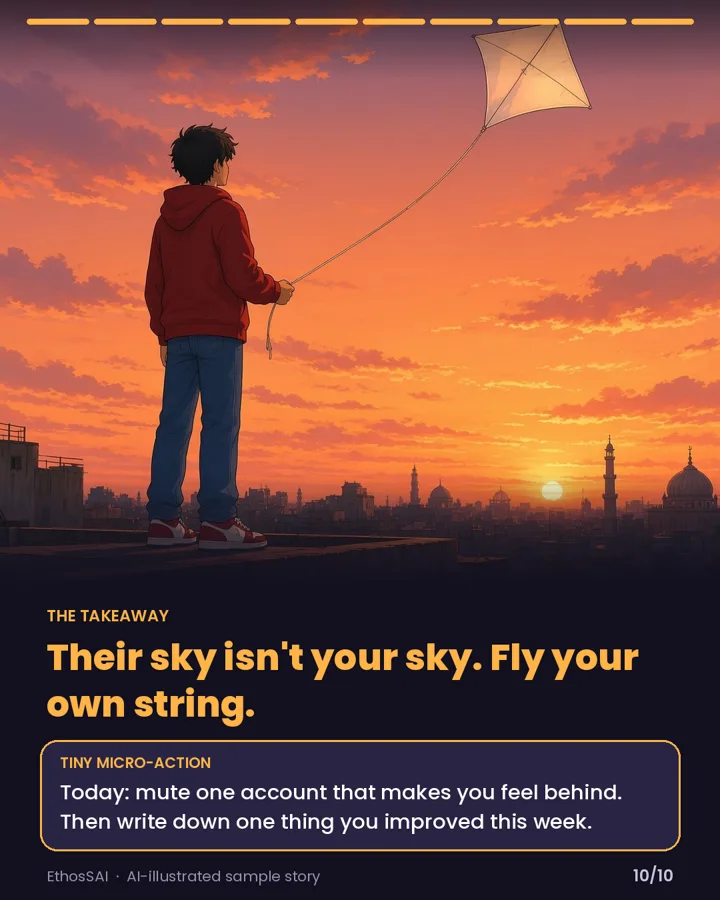 THE TAKEAWAY
Their sky isn't your sky. Fly your
own string.
TINY MICRO-ACTION
Today: mute one account that makes you feel behind.
Then write down one thing you improved this week.
EthosSAI · AI-illustrated sample story
10/10